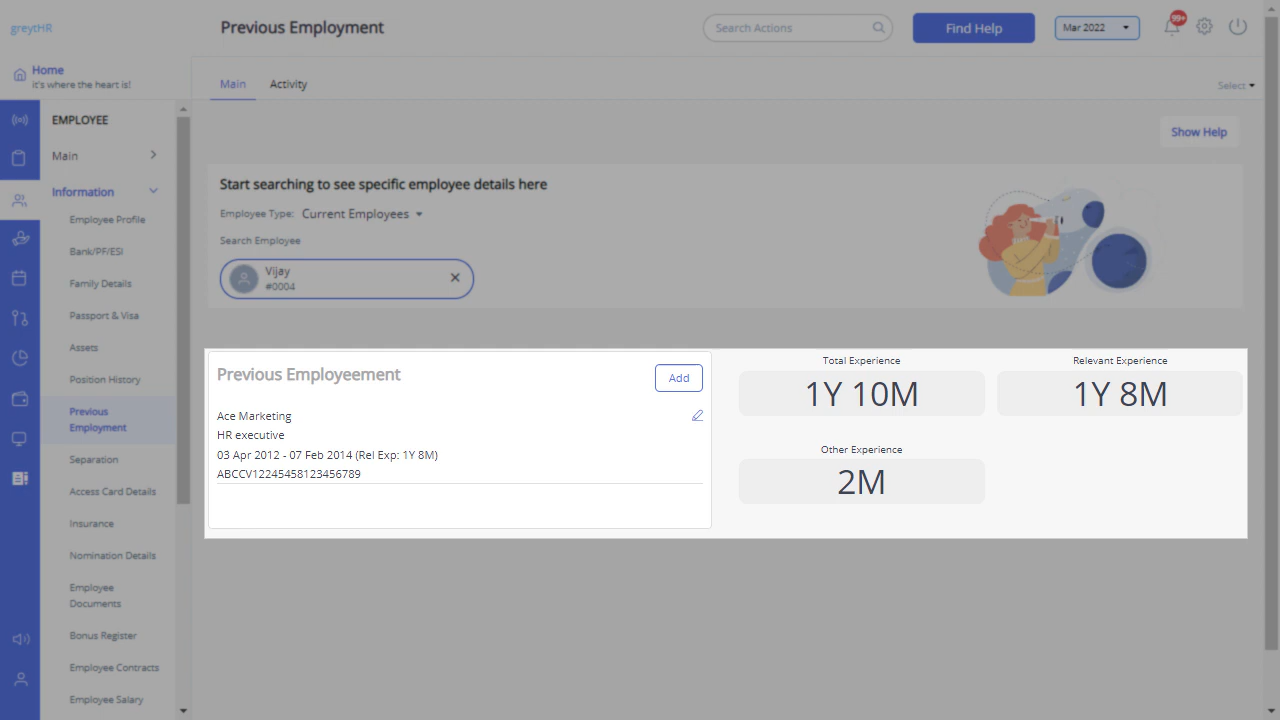 greytHR
Previous Employment
Search Actions
Find Help
Mar 2022
99+
Home
it's where the heart is!
Main
Activity
Select
EMPLOYEE
Main
Information
Employee Profile
Bank/PF/ESI
Family Details
Passport & Visa
Assets
Position History
Previous
Employment
Separation
Access Card Details
Insurance
Nomination Details
Employee
Documents
Bonus Register
Employee Contracts
Employee Salary
Show Help
Start searching to see specific employee details here
Employee Type: Current Employees
Search Employee
Vijay
#0004
Previous Employeement
Add
Ace Marketing
HR executive
03 Apr 2012 - 07 Feb 2014 (Rel Exp: 1Y 8M)
ABCCV12245458123456789
Total Experience
1Y 10M
Relevant Experience
1Y 8M
Other Experience
2M